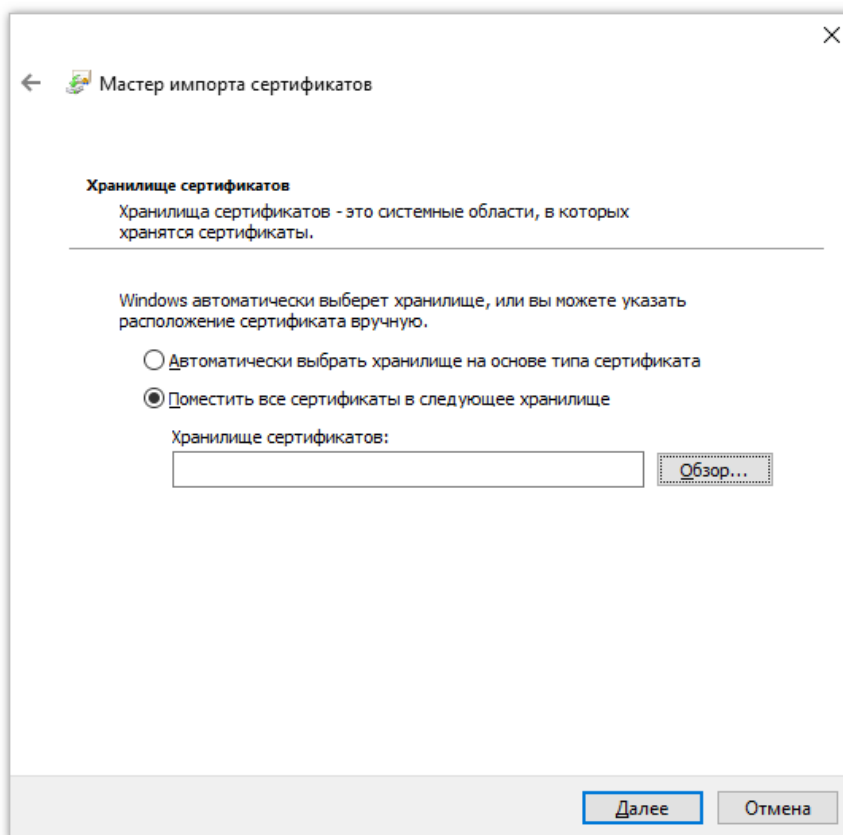 Мастер импорта сертификатов
Хранилище сертификатов
Хранилища сертификатов - это системные области, в которых
хранятся сертификаты.
Windows автоматически выберет хранилище, или вы можете указать
расположение сертификата вручную.
Автоматически выбрать хранилище на основе типа сертификата
Поместить все сертификаты в следующее хранилище
Хранилище сертификатов:
Обзор...
Далее
Отмена